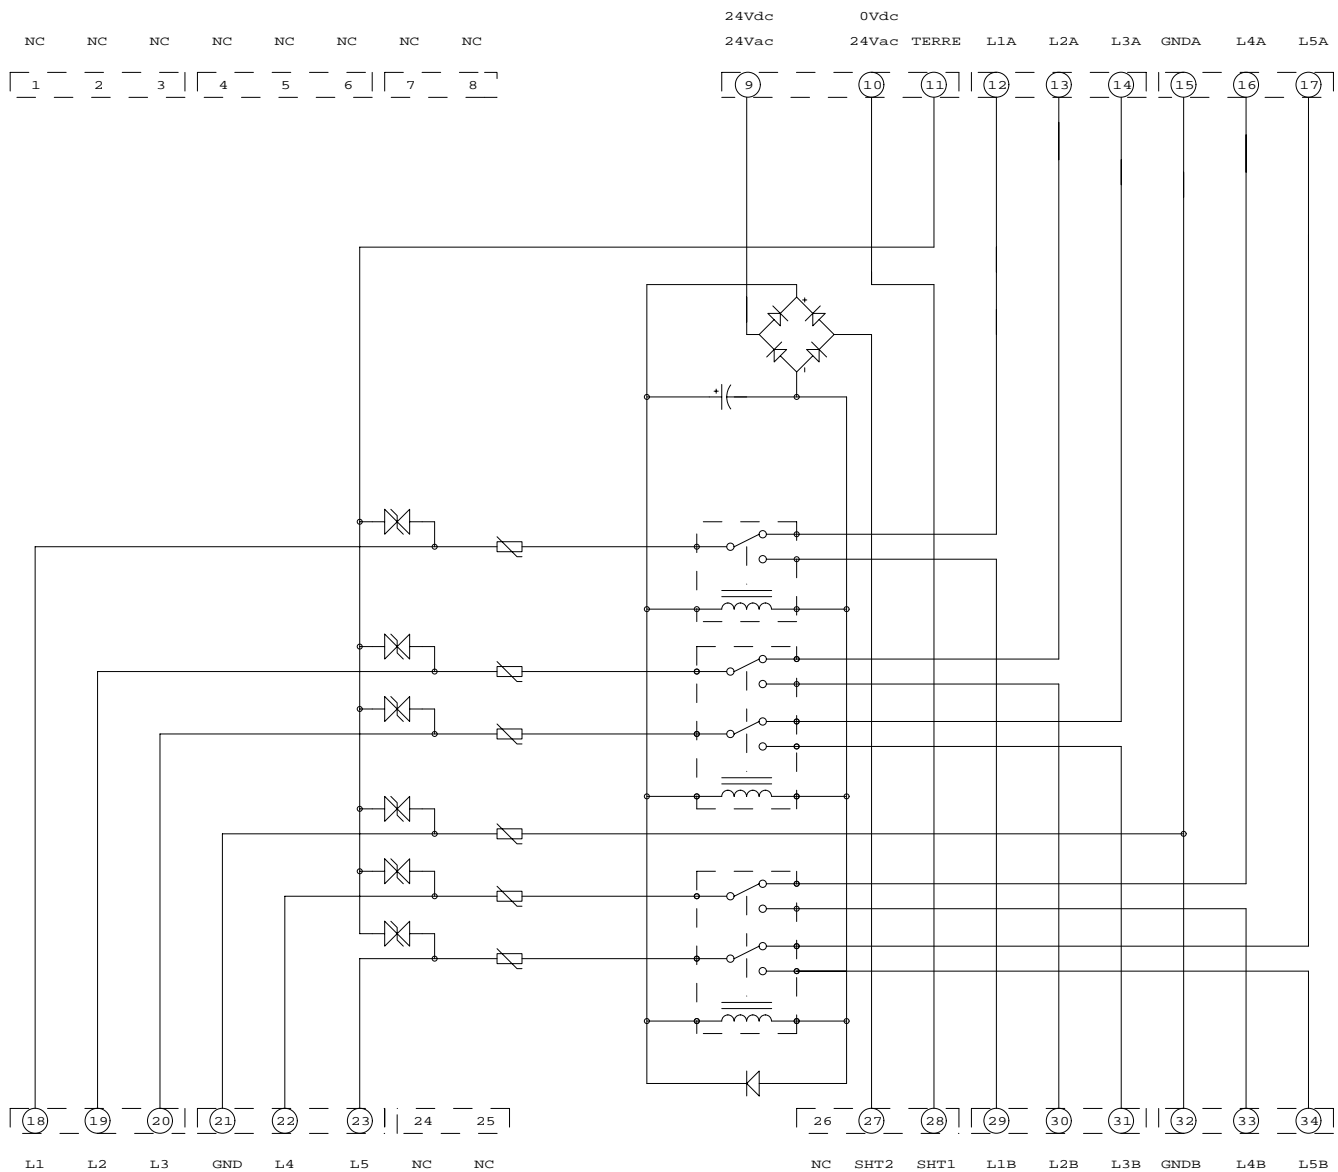 24Vdc 0Vdc
NC NC NC NC NC NC NC NC 24Vac 24Vac TERRE L1A L2A L3A GNDA L4A L5A
1 2 3 4 5 6 7 8 9 10 11 12 13 14 15 16 17
+
-
+
18 19 20 21 22 23 24 25 26 27 28 29 30 31 32 33 34
L1 L2 L3 GND L4 L5 NC NC NC SHT2 SHT1 L1B L2B L3B GNDB L4B L5B